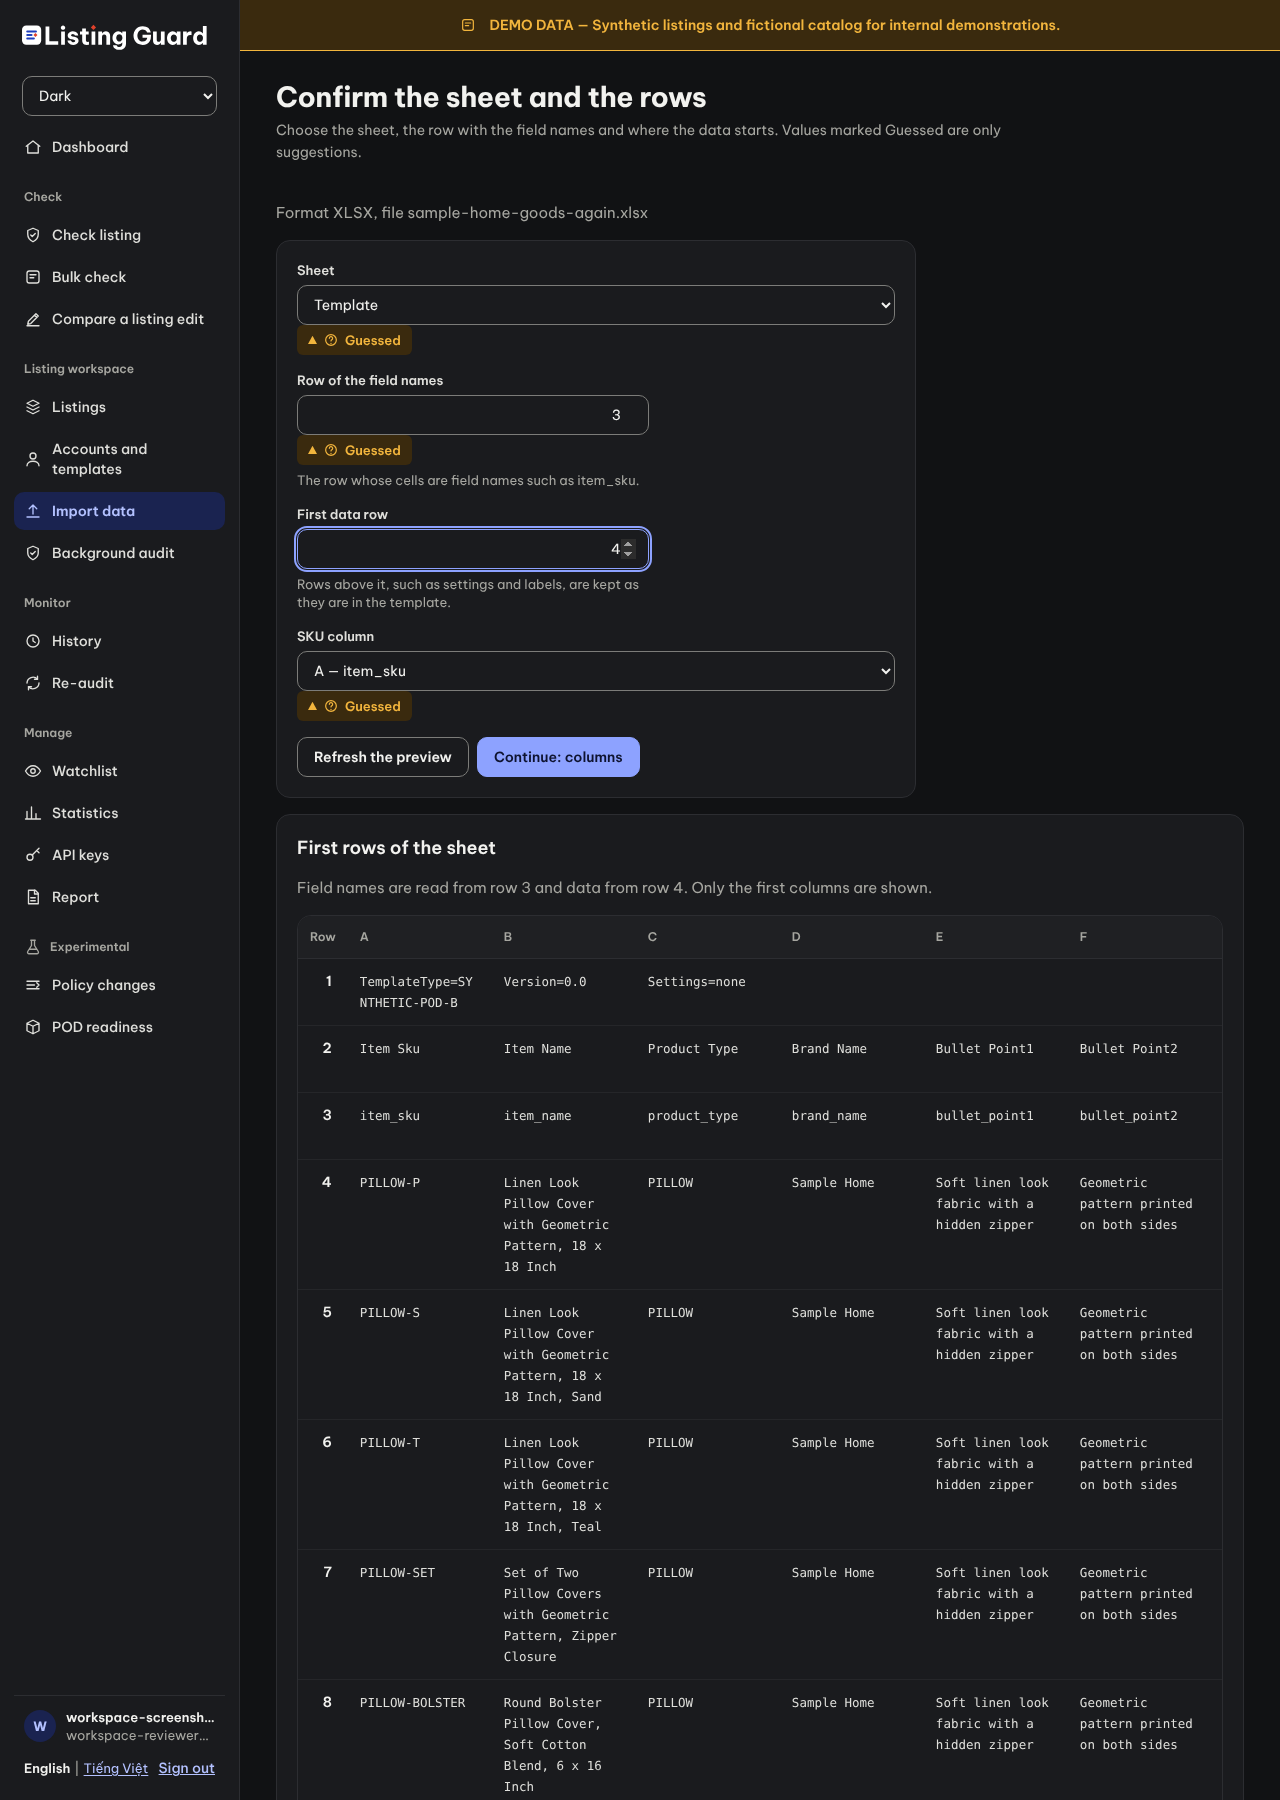 Listing Guard
Dark
Dashboard
Check
Check listing
Bulk check
Compare a listing edit
Listing workspace
Listings
Accounts and
templates
Import data
Background audit
Monitor
History
Re-audit
Manage
Watchlist
Statistics
API keys
Report
Experimental
Policy changes
POD readiness
W
workspace-screensh...
workspace-reviewer...
English | Tiếng Việt Sign out
DEMO DATA — Synthetic listings and fictional catalog for internal demonstrations.
Confirm the sheet and the rows
Choose the sheet, the row with the field names and where the data starts. Values marked Guessed are only
suggestions.
Format XLSX, file sample-home-goods-again.xlsx
Sheet
Template
Guessed
Row of the field names
3
Guessed
The row whose cells are field names such as item_sku.
First data row
4
Rows above it, such as settings and labels, are kept as
they are in the template.
SKU column
A — item_sku
Guessed
Refresh the preview Continue: columns
First rows of the sheet
Field names are read from row 3 and data from row 4. Only the first columns are shown.
Row A B C D E F
1 TemplateType=SY Version=0.0 Settings=none
NTHETIC-POD-B
2 Item Sku Item Name Product Type Brand Name Bullet Point1 Bullet Point2
3 item_sku item_name product_type brand_name bullet_point1 bullet_point2
4 PILLOW-P Linen Look PILLOW Sample Home Soft linen look Geometric
Pillow Cover fabric with a pattern printed
with Geometric hidden zipper on both sides
Pattern, 18 x
18 Inch
5 PILLOW-S Linen Look PILLOW Sample Home Soft linen look Geometric
Pillow Cover fabric with a pattern printed
with Geometric hidden zipper on both sides
Pattern, 18 x
18 Inch, Sand
6 PILLOW-T Linen Look PILLOW Sample Home Soft linen look Geometric
Pillow Cover fabric with a pattern printed
with Geometric hidden zipper on both sides
Pattern, 18 x
18 Inch, Teal
7 PILLOW-SET Set of Two PILLOW Sample Home Soft linen look Geometric
Pillow Covers fabric with a pattern printed
with Geometric hidden zipper on both sides
Pattern, Zipper
Closure
8 PILLOW-BOLSTER Round Bolster PILLOW Sample Home Soft linen look Geometric
Pillow Cover, fabric with a pattern printed
Soft Cotton hidden zipper on both sides
Blend, 6 x 16
Inch